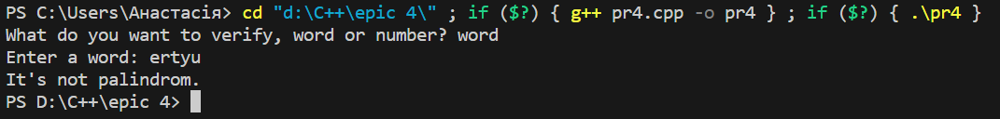 PS C:\Users\Анастасія> cd "d:\C++\epic 4\" ; if ($?) { g++ pr4.cpp -o pr4 } ; if ($?) { .\pr4 }
What do you want to verify, word or number? word
Enter a word: ertyu
It's not palindrom.
PS D:\C++\epic 4>